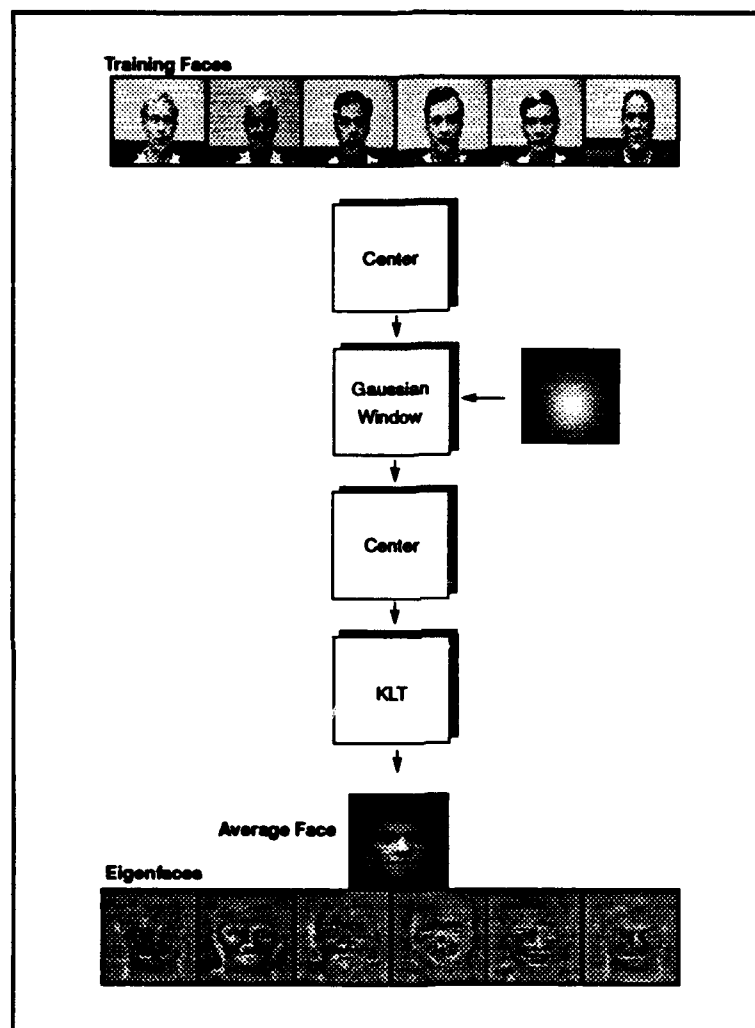 Training Faces
Center
Gaussian
Window
Center
KLT
Average Face
Eigenfaces